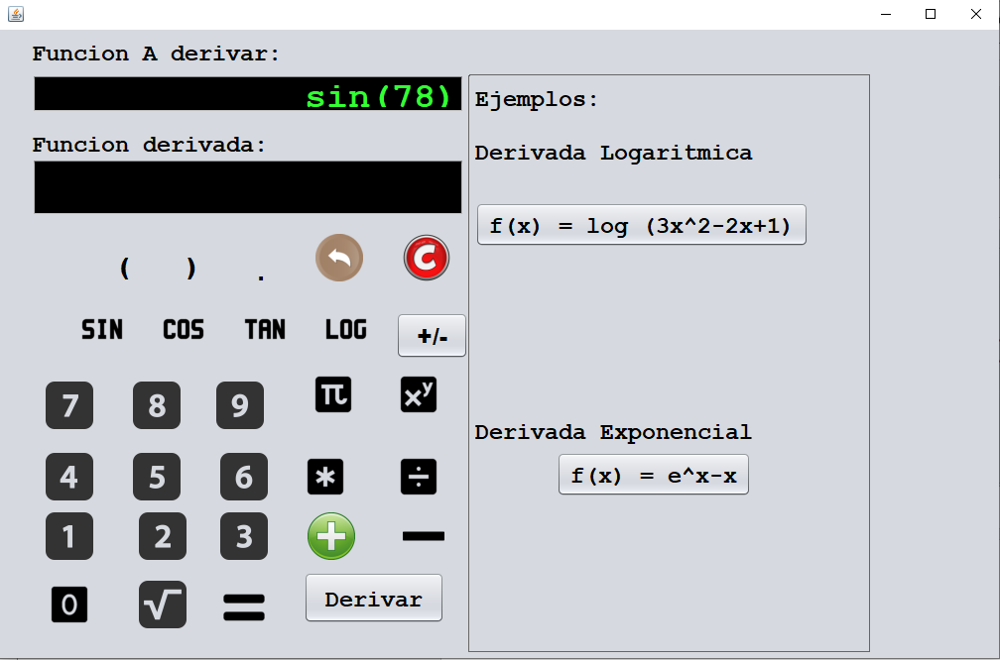 Funcion A derivar:
sin(78)
Funcion derivada:
( ) . C
SIN COS TAN LOG +/-
7 8 9 π xʸ
4 5 6 * ÷
1 2 3 + −
0 √ = Derivar
Ejemplos:
Derivada Logaritmica
f(x) = log (3x^2-2x+1)
Derivada Exponencial
f(x) = e^x-x